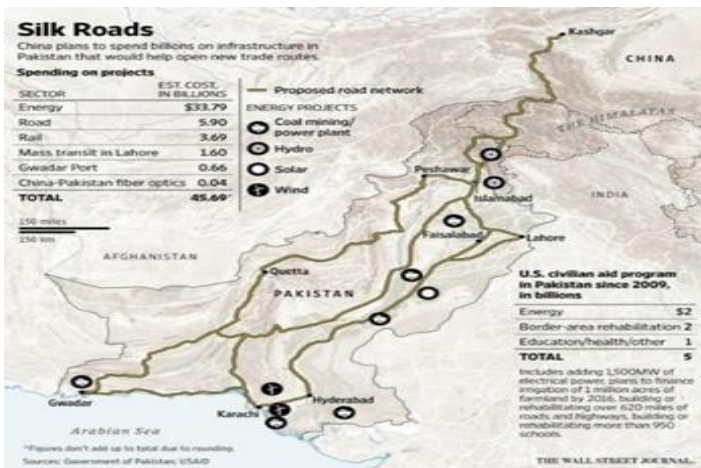 Silk Roads
China plans to spend billions on infrastructure in
Pakistan that would help open new trade routes.
Spending on projects
SECTOR EST. COST, IN BILLIONS
Energy $33.79
Road 5.90
Rail 3.69
Mass transit in Lahore 1.60
Gwadar Port 0.66
China-Pakistan fiber optics 0.04
TOTAL 45.69*
150 miles
150 km
Proposed road network
ENERGY PROJECTS
Coal mining/
power plant
Hydro
Solar
Wind
Kashgar
CHINA
THE HIMALAYAS
Peshawar
Islamabad
INDIA
Faisalabad
Lahore
AFGHANISTAN
Quetta
PAKISTAN
Gwadar
Karachi
Hyderabad
Arabian Sea
U.S. civilian aid program
in Pakistan since 2009,
in billions
Energy $2
Border-area rehabilitation 2
Education/health/other 1
TOTAL 5
Includes adding 1,500MW of
electrical power, plans to finance
irrigation of 1 million acres of
farmland by 2016, building or
rehabilitating over 620 miles of
roads and highways, building or
rehabilitating more than 950
schools.
*Figures don't add up to total due to rounding.
Sources: Government of Pakistan; USAID
THE WALL STREET JOURNAL.